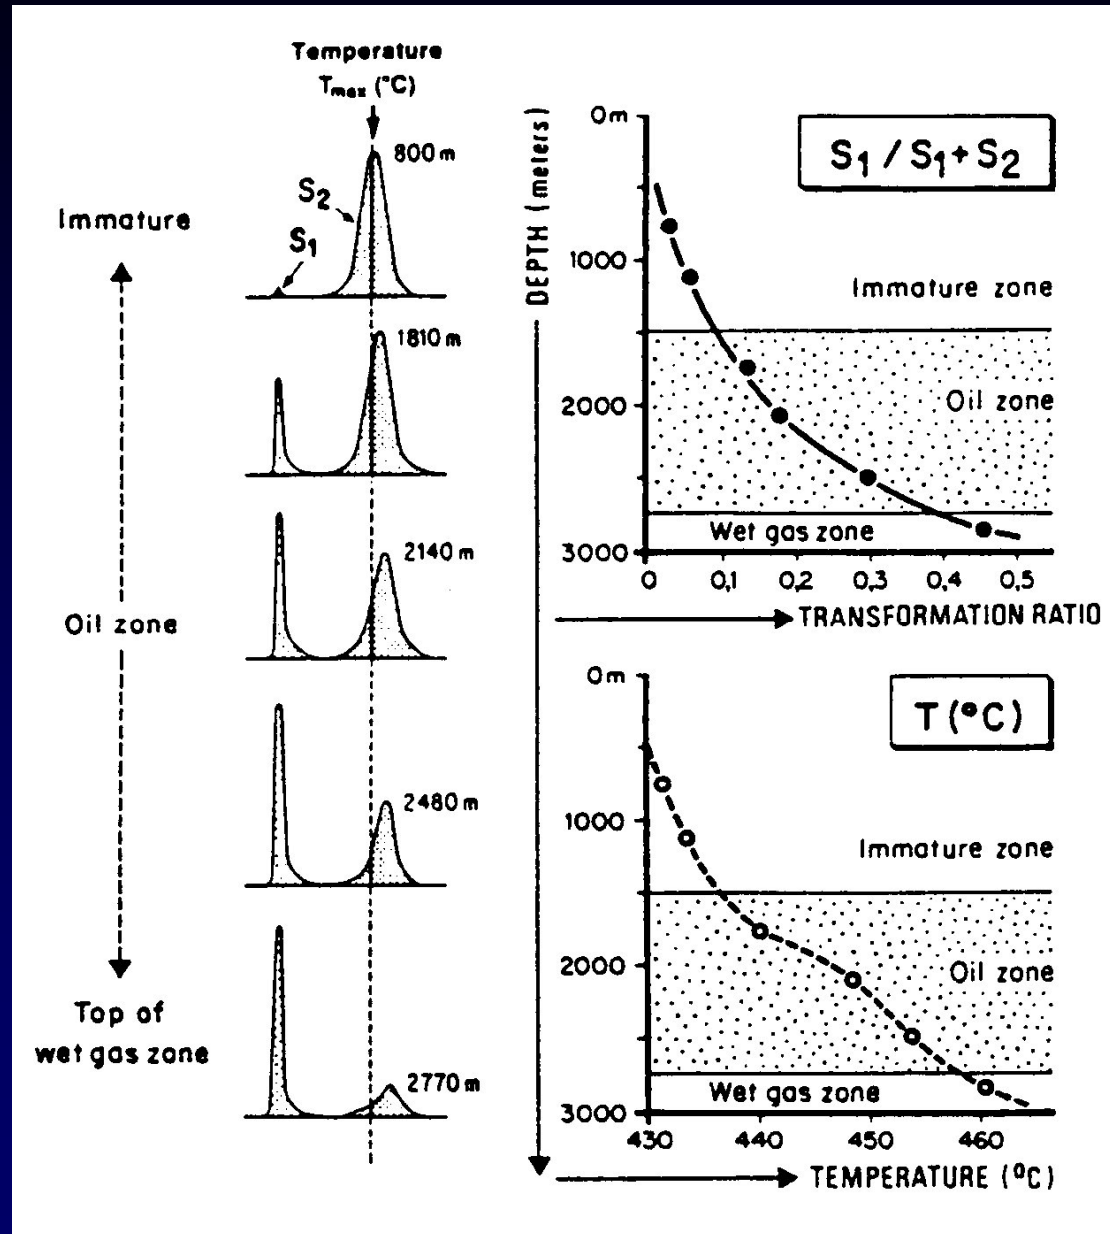 Temperature
Tmax (°C)
800 m
S2
S1
Immature
1810 m
2140 m
Oil zone
2480 m
Top of
wet gas zone
2770 m
DEPTH (meters)
0 m
1000
2000
3000
S1 / S1 + S2
Immature zone
Oil zone
Wet gas zone
0 0,1 0,2 0,3 0,4 0,5
TRANSFORMATION RATIO
0 m
1000
2000
3000
T (°C)
Immature zone
Oil zone
Wet gas zone
430 440 450 460
TEMPERATURE (°C)